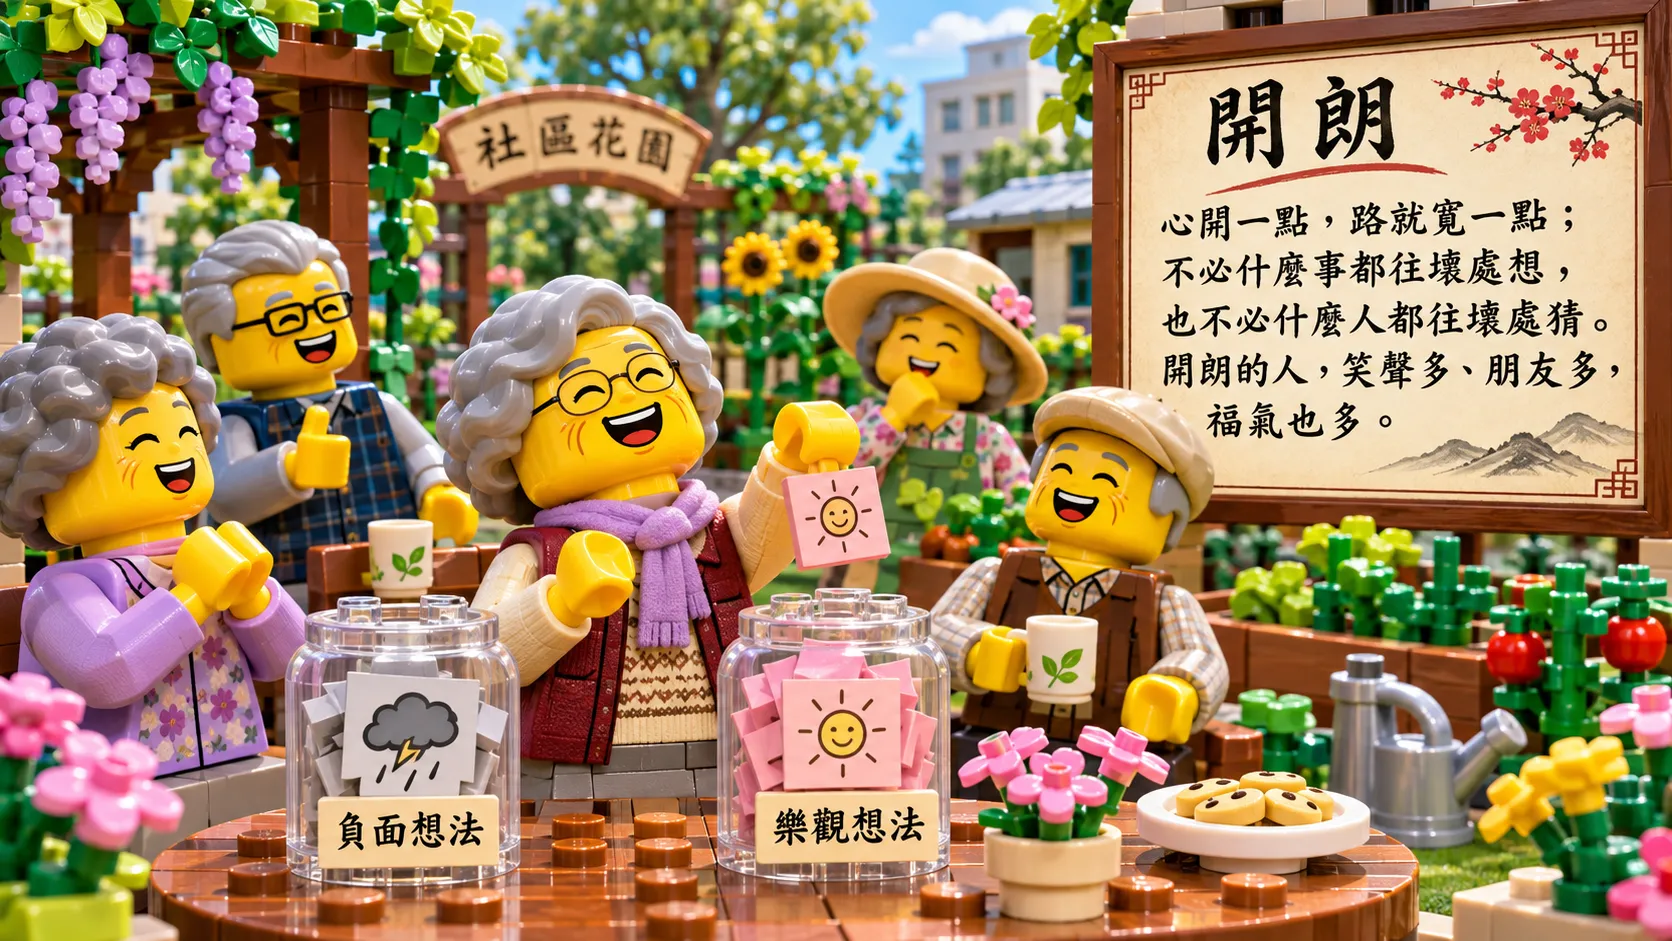 社區花園
開朗
心開一點，路就寬一點；
不必什麼事都往壞處想，
也不必什麼人都往壞處猜。
開朗的人，笑聲多、朋友多，
福氣也多。
負面想法
樂觀想法